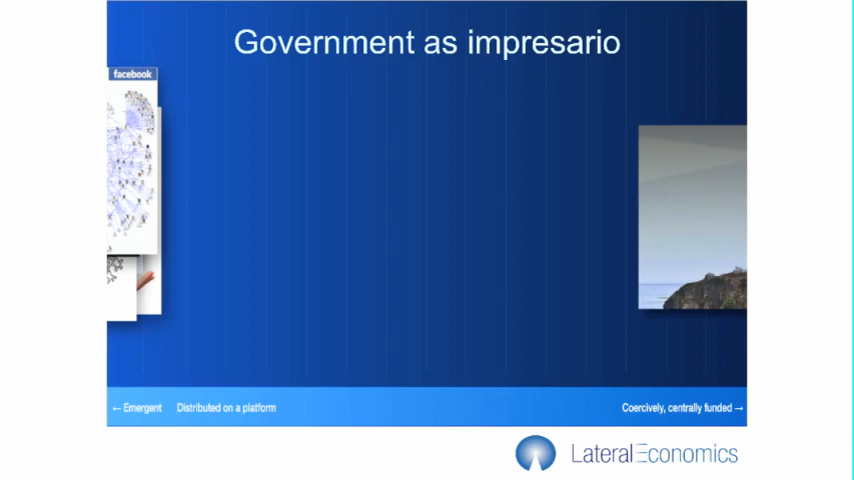 Government as impresario
facebook
← Emergent
Distributed on a platform
Coercively, centrally funded →
LateralEconomics